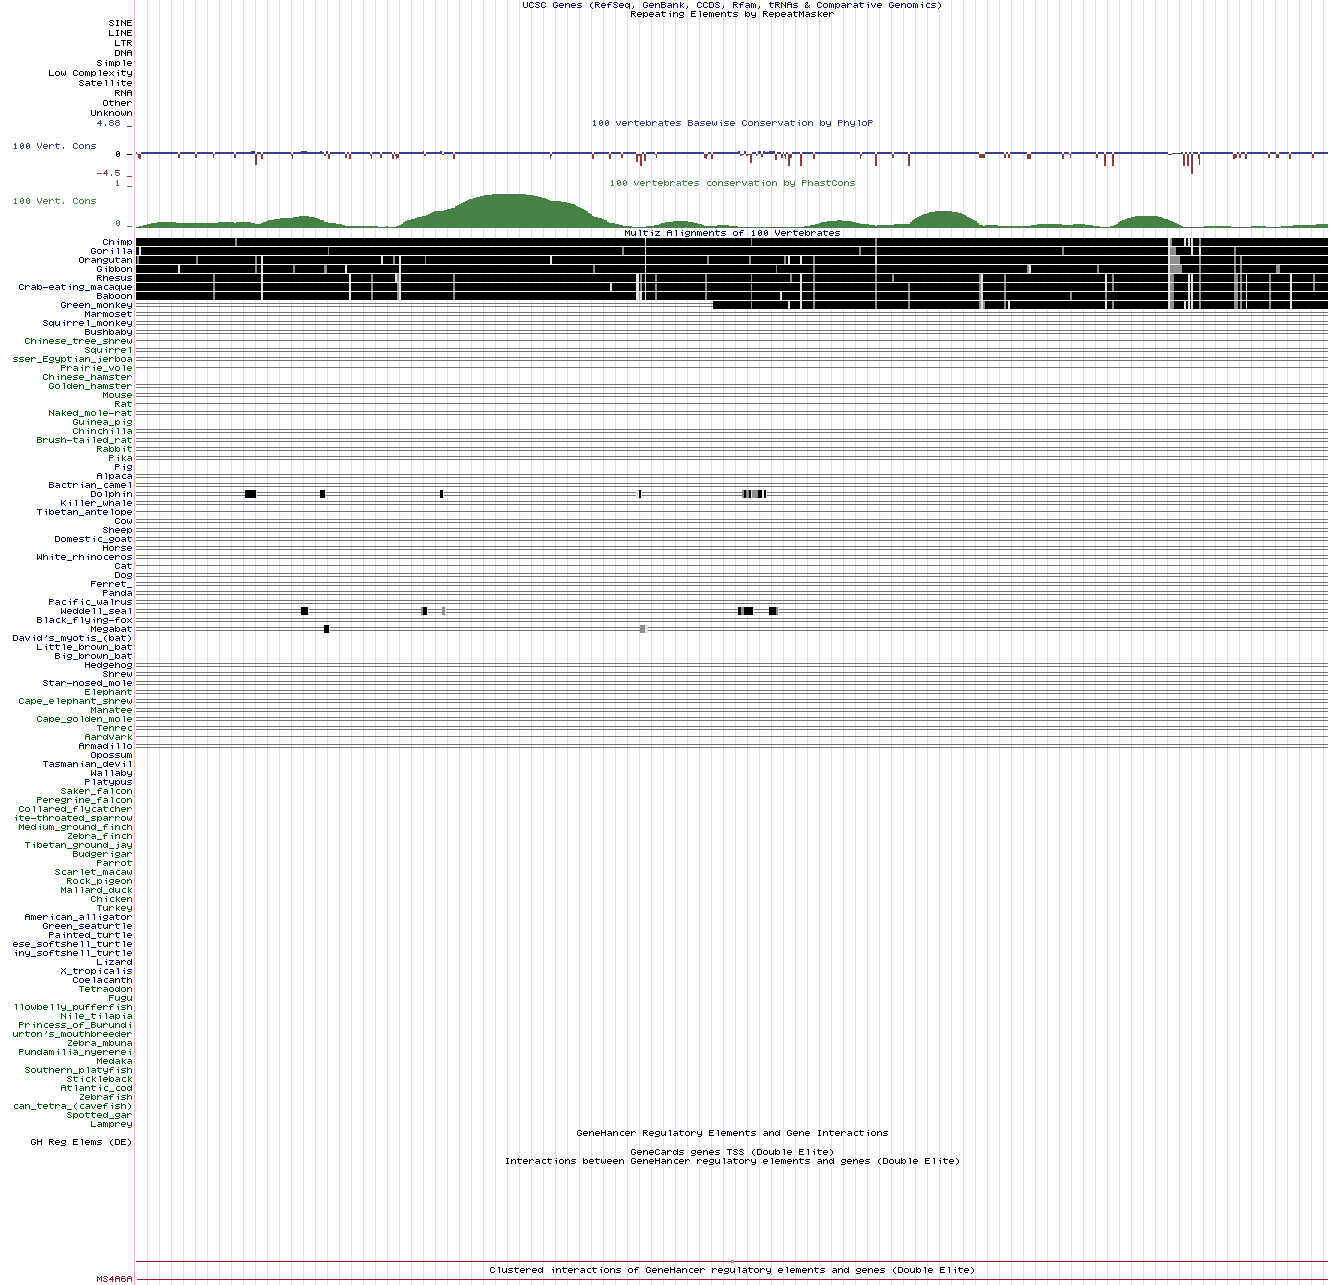 UCSC Genes (RefSeq, GenBank, CCDS, Rfam, tRNAs & Comparative Genomics)
Repeating Elements by RepeatMasker
SINE
LINE
LTR
DNA
Simple
Low Complexity
Satellite
RNA
Other
Unknown
4.88 _
100 vertebrates Basewise Conservation by PhyloP
100 Vert. Cons
0 _
-4.5 _
1 _
100 vertebrates conservation by PhastCons
100 Vert. Cons
0 _
Multiz Alignments of 100 Vertebrates
Chimp
Gorilla
Orangutan
Gibbon
Rhesus
Crab-eating_macaque
Baboon
Green_monkey
Marmoset
Squirrel_monkey
Bushbaby
Chinese_tree_shrew
Squirrel
sser_Egyptian_jerboa
Prairie_vole
Chinese_hamster
Golden_hamster
Mouse
Rat
Naked_mole-rat
Guinea_pig
Chinchilla
Brush-tailed_rat
Rabbit
Pika
Pig
Alpaca
Bactrian_camel
Dolphin
Killer_whale
Tibetan_antelope
Cow
Sheep
Domestic_goat
Horse
White_rhinoceros
Cat
Dog
Ferret_
Panda
Pacific_walrus
Weddell_seal
Black_flying-fox
Megabat
David's_myotis_(bat)
Little_brown_bat
Big_brown_bat
Hedgehog
Shrew
Star-nosed_mole
Elephant
Cape_elephant_shrew
Manatee
Cape_golden_mole
Tenrec
Aardvark
Armadillo
Opossum
Tasmanian_devil
Wallaby
Platypus
Saker_falcon
Peregrine_falcon
Collared_flycatcher
ite-throated_sparrow
Medium_ground_finch
Zebra_finch
Tibetan_ground_jay
Budgerigar
Parrot
Scarlet_macaw
Rock_pigeon
Mallard_duck
Chicken
Turkey
American_alligator
Green_seaturtle
Painted_turtle
ese_softshell_turtle
iny_softshell_turtle
Lizard
X_tropicalis
Coelacanth
Tetraodon
Fugu
llowbelly_pufferfish
Nile_tilapia
Princess_of_Burundi
urton's_mouthbreeder
Zebra_mbuna
Pundamilia_nyererei
Medaka
Southern_platyfish
Stickleback
Atlantic_cod
Zebrafish
can_tetra_(cavefish)
Spotted_gar
Lamprey
GeneHancer Regulatory Elements and Gene Interactions
GH Reg Elems (DE)
GeneCards genes TSS (Double Elite)
Interactions between GeneHancer regulatory elements and genes (Double Elite)
Clustered interactions of GeneHancer regulatory elements and genes (Double Elite)
MS4A6A